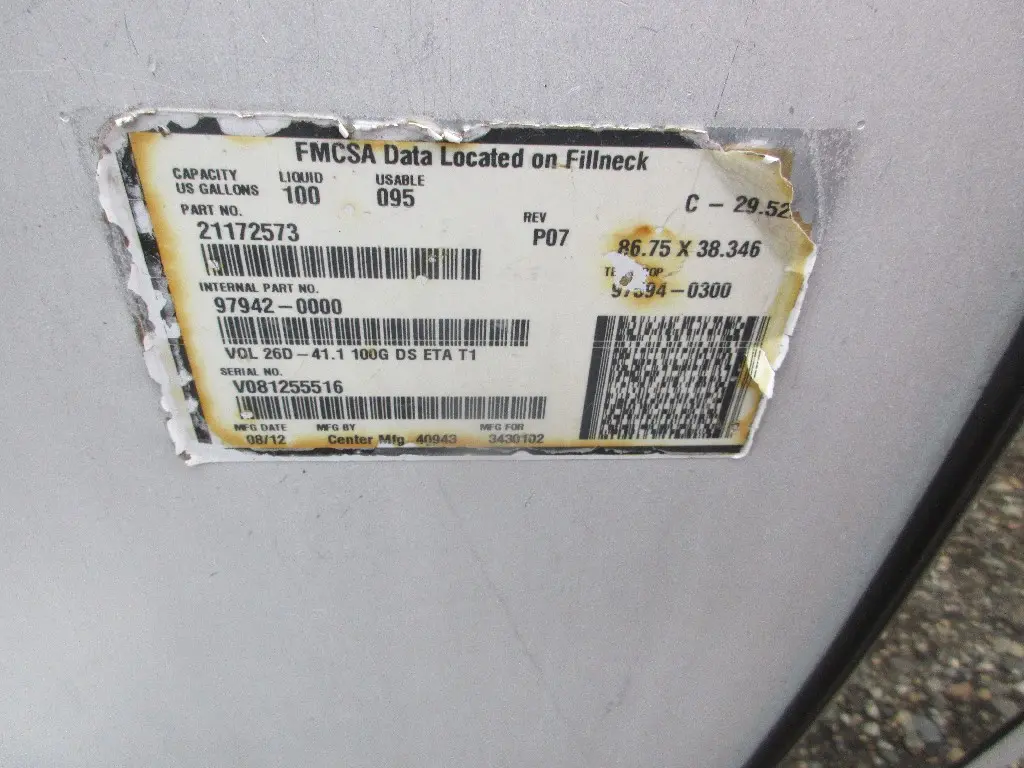 FMCSA Data Located on Fillneck
CAPACITY LIQUID USABLE
US GALLONS 100 095
C - 29.52
PART NO. REV
21172573 P07
86.75 X 38.346
INTERNAL PART NO.
97942-0000
VOL 26D-41.1 100G DS ETA T1
SERIAL NO.
V081255516
MFG DATE MFG BY MFG FOR
08/12 Center Mfg 40943 3430102